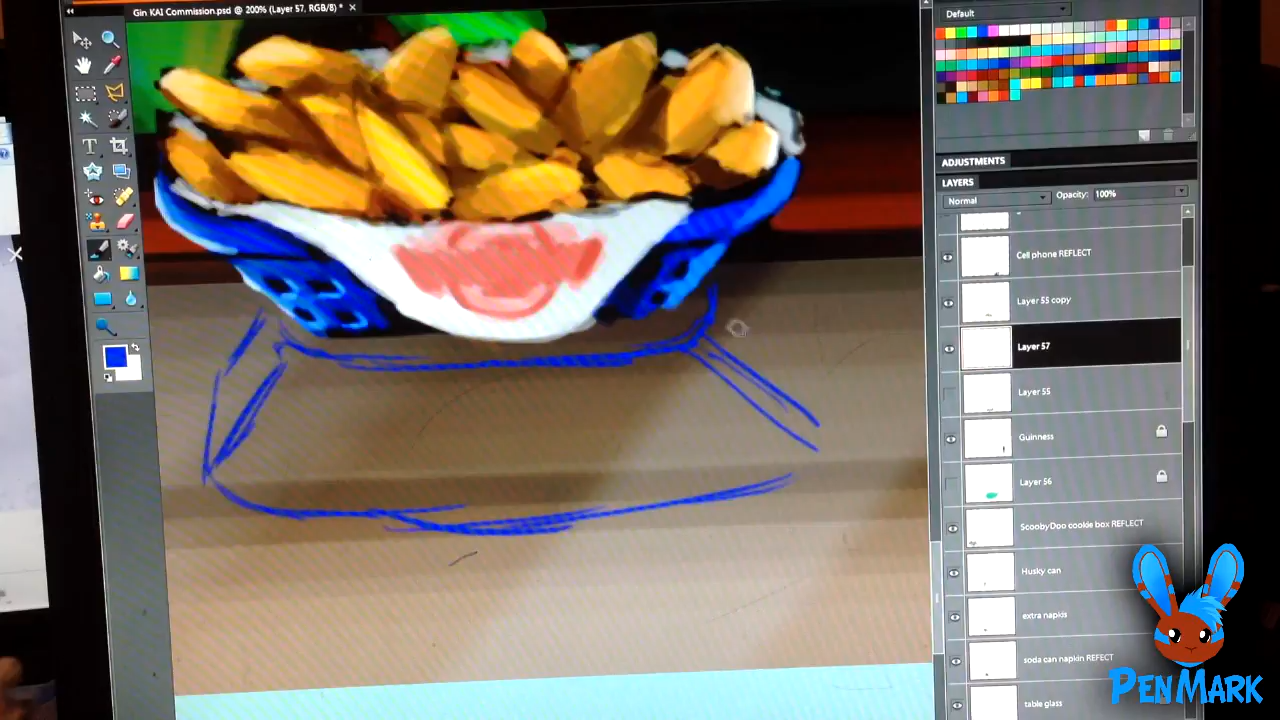 Gin KAI Commission.psd @ 200% (Layer 57, RGB/8) *
Default
ADJUSTMENTS
LAYERS
Normal
Opacity: 100%
Cell phone REFLECT
Layer 55 copy
Layer 57
Layer 55
Guinness
Layer 56
ScoobyDoo cookie box REFLECT
Husky can
extra napkis
soda can napkin REFECT
table glass
PENMARK